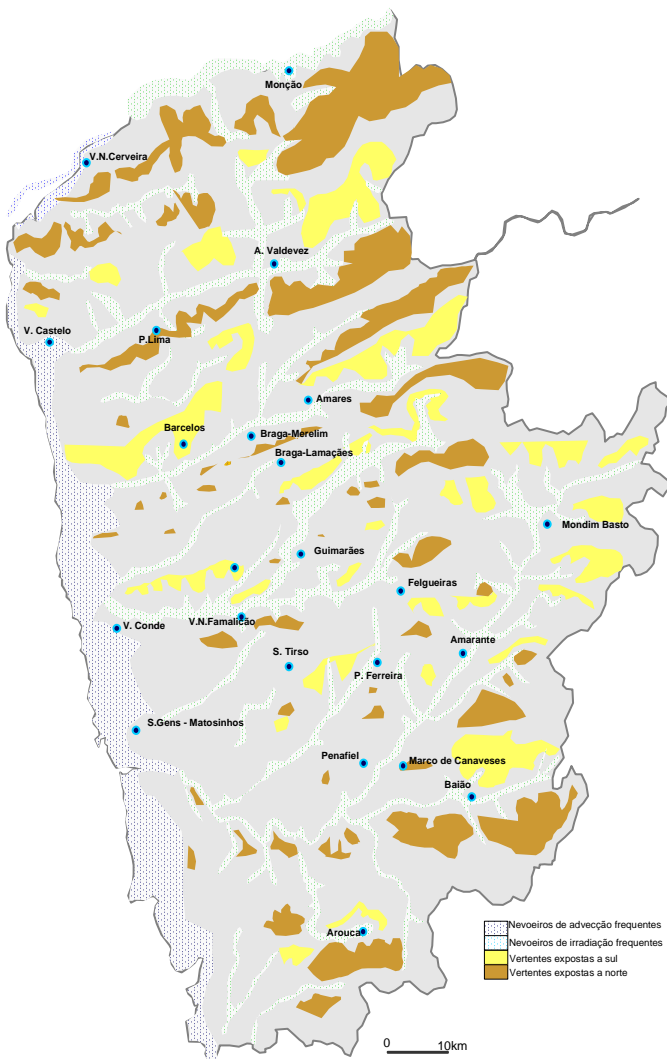 Monção
V.N.Cerveira
A. Valdevez
V. Castelo
P.Lima
Amares
Barcelos
Braga-Merelim
Braga-Lamaçães
Mondim Basto
Guimarães
Felgueiras
V.N.Famalicão
V. Conde
Amarante
S. Tirso
P. Ferreira
S.Gens - Matosinhos
Penafiel
Marco de Canaveses
Baião
Arouca
Nevoeiros de advecção frequentes
Nevoeiros de irradiação frequentes
Vertentes expostas a sul
Vertentes expostas a norte
0 10km